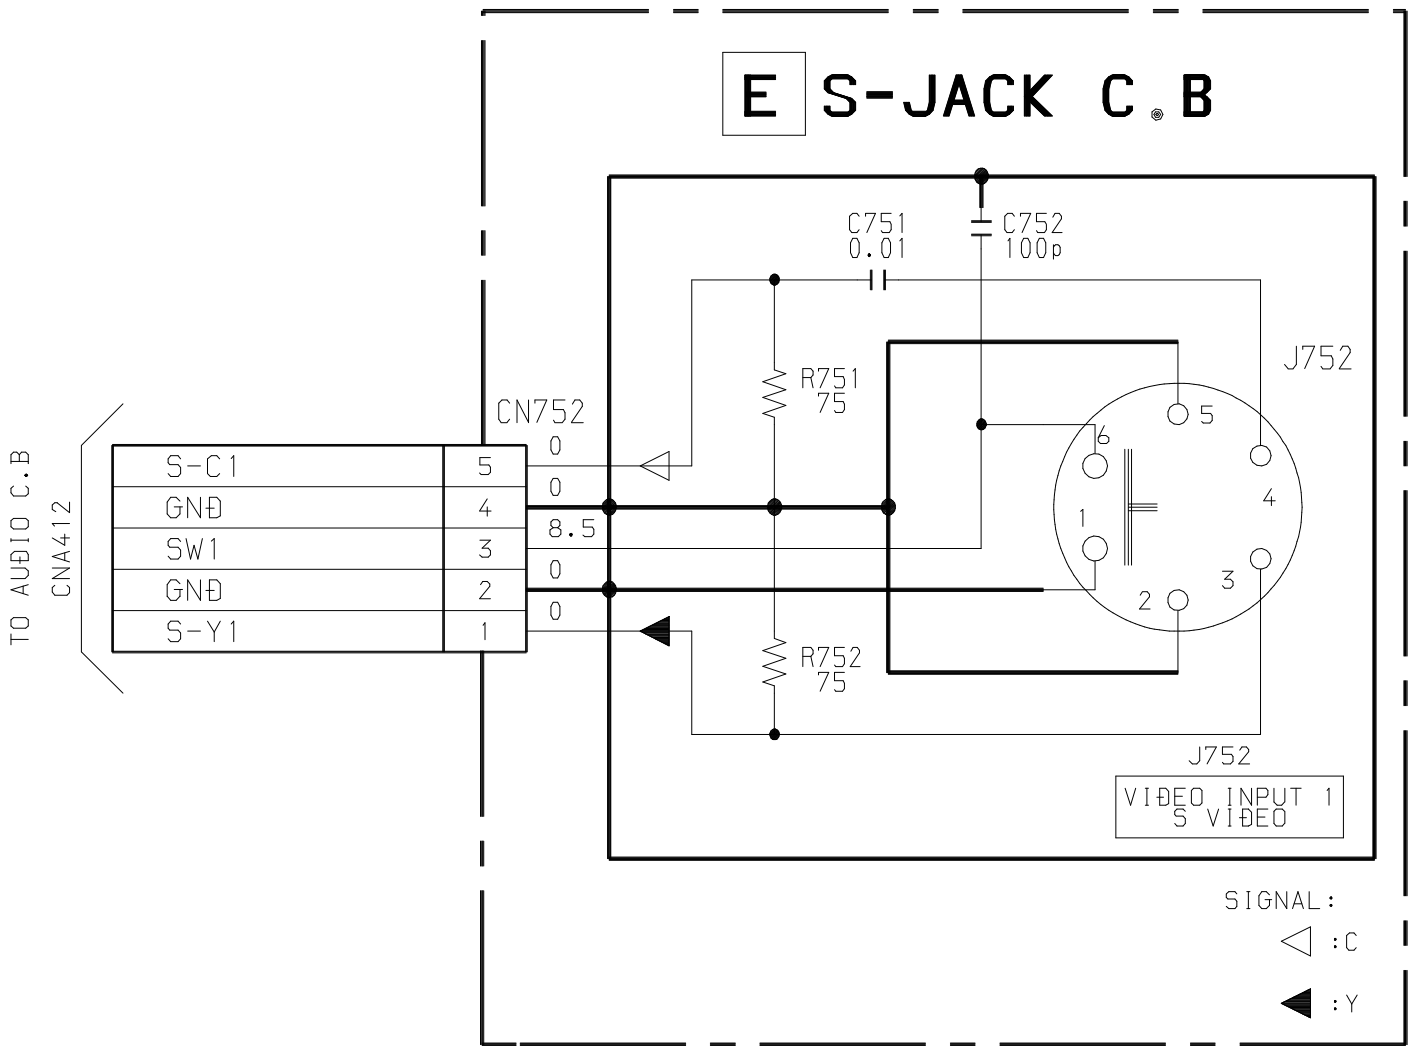 E S-JACK C.B
C751
0.01
C752
100p
J752
R751
75
CN752
TO AUDIO C.B
CNA412
S-C1 5 0
GND 4 0
SW1 3 8.5
GND 2 0
S-Y1 1 0
5
6
4
1
3
2
R752
75
J752
VIDEO INPUT 1
S VIDEO
SIGNAL:
:C
:Y